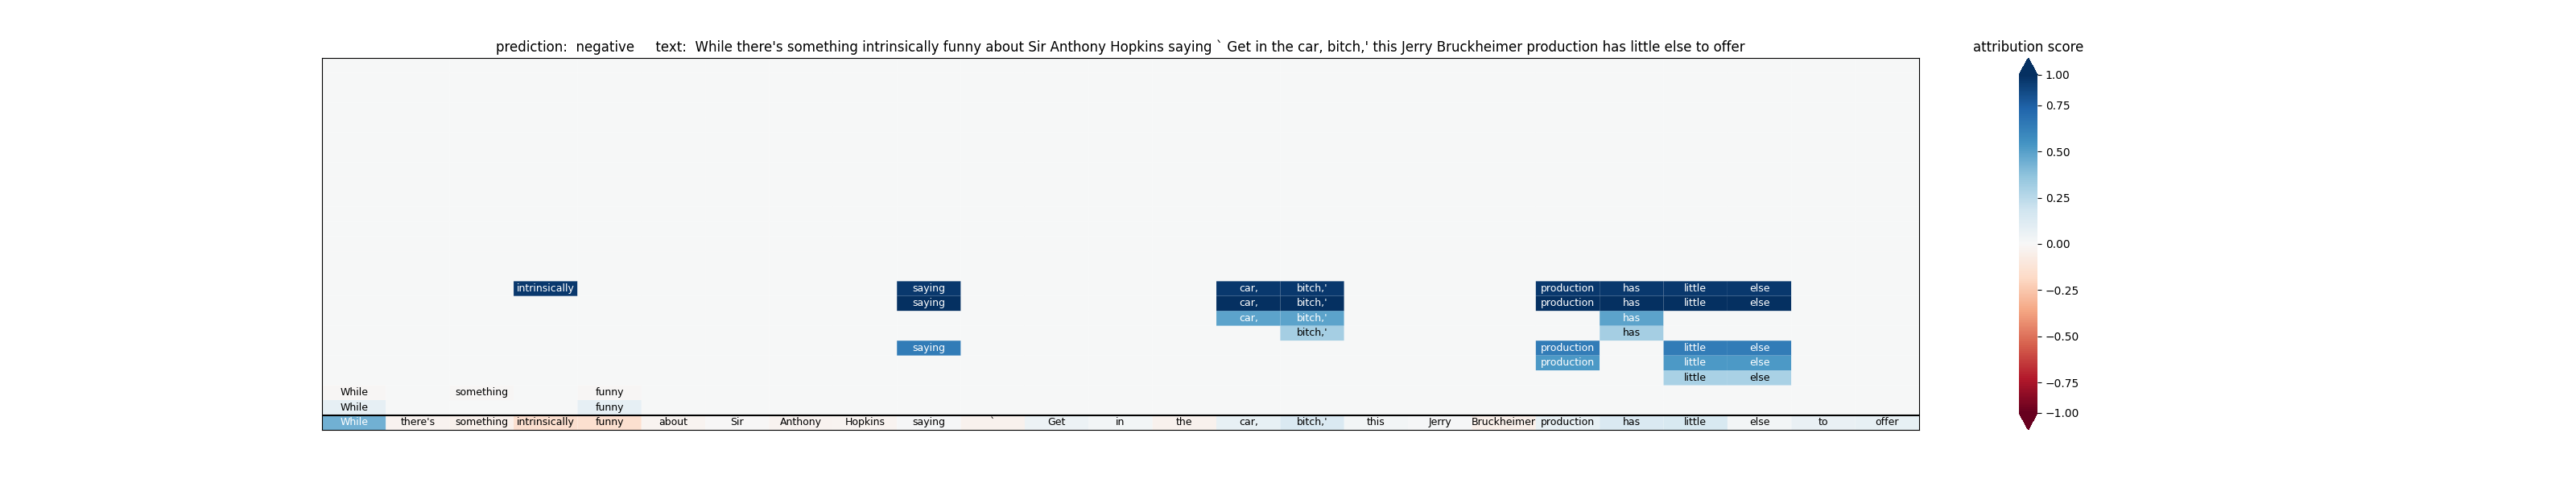 prediction:  negative     text:  While there's something intrinsically funny about Sir Anthony Hopkins saying ` Get in the car, bitch,' this Jerry Bruckheimer production has little else to offer
attribution score
1.00
0.75
0.50
0.25
0.00
−0.25
−0.50
−0.75
−1.00
intrinsically saying car, bitch,' production has little else
saying car, bitch,' production has little else
car, bitch,' has
bitch,' has
saying production little else
production little else
little else
While something funny
While funny
While there's something intrinsically funny about Sir Anthony Hopkins saying ` Get in the car, bitch,' this Jerry Bruckheimer production has little else to offer